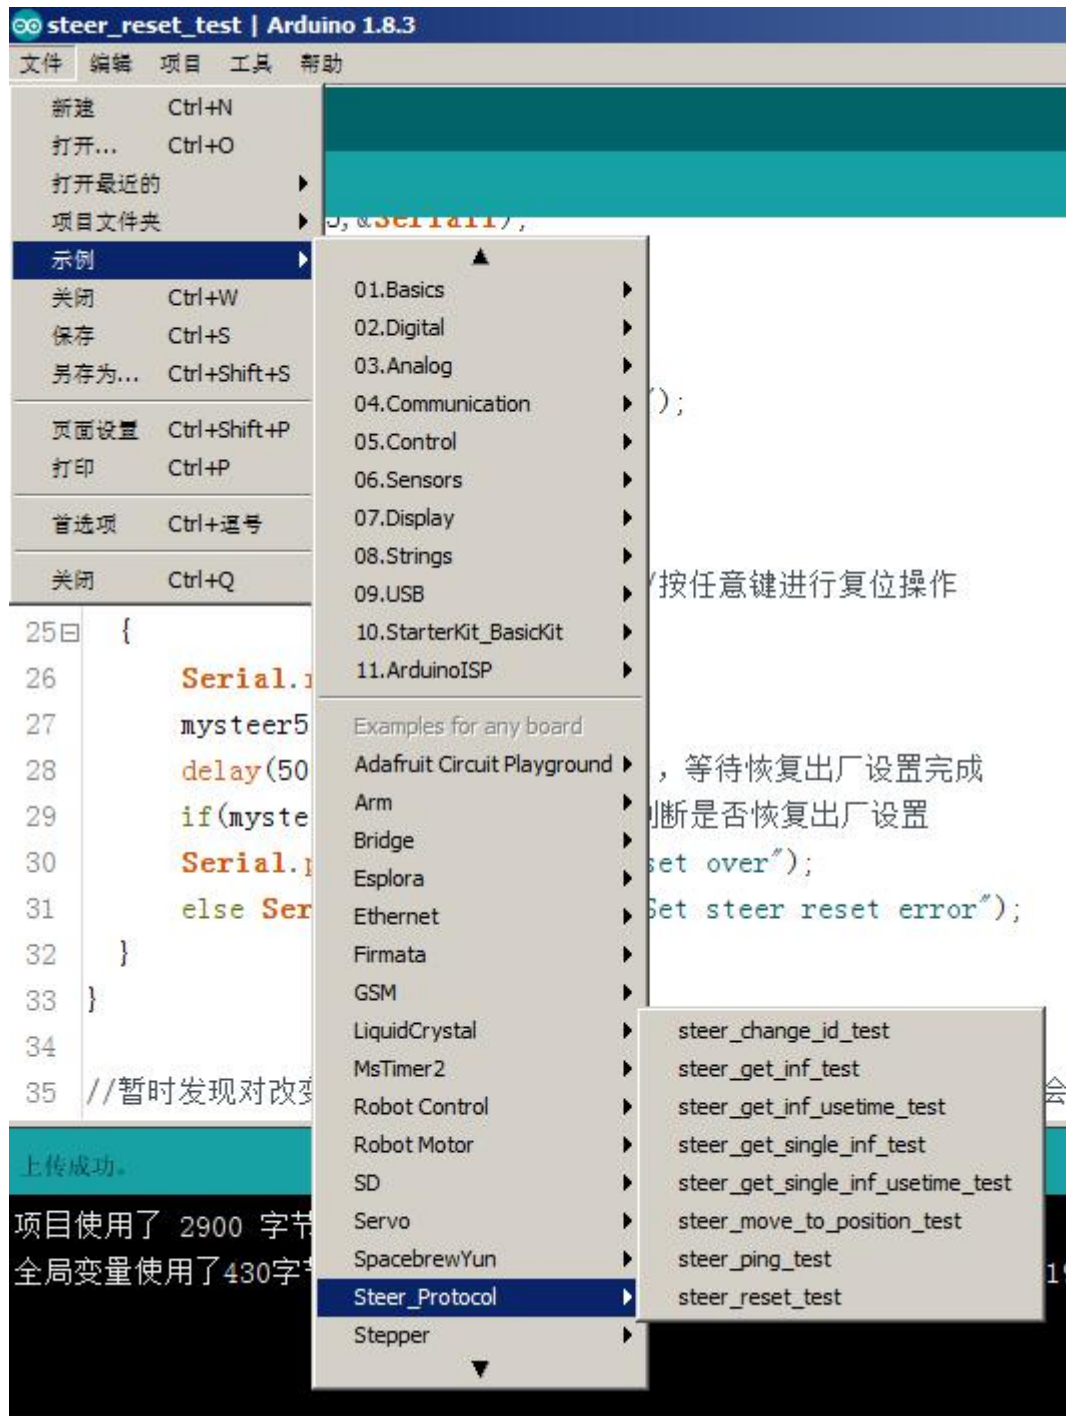 steer_reset_test | Arduino 1.8.3
文件 编辑 项目 工具 帮助
新建 Ctrl+N
打开... Ctrl+O
打开最近的
项目文件夹
示例
关闭 Ctrl+W
保存 Ctrl+S
另存为... Ctrl+Shift+S
页面设置 Ctrl+Shift+P
打印 Ctrl+P
首选项 Ctrl+逗号
关闭 Ctrl+Q
,&Serial1);
01.Basics
02.Digital
03.Analog
04.Communication
05.Control
06.Sensors
07.Display
08.Strings
09.USB
10.StarterKit_BasicKit
11.ArduinoISP
Examples for any board
Adafruit Circuit Playground
Arm
Bridge
Esplora
Ethernet
Firmata
GSM
LiquidCrystal
MsTimer2
Robot Control
Robot Motor
SD
Servo
SpacebrewYun
Steer_Protocol
Stepper
steer_change_id_test
steer_get_inf_test
steer_get_inf_usetime_test
steer_get_single_inf_test
steer_get_single_inf_usetime_test
steer_move_to_position_test
steer_ping_test
steer_reset_test
");
/按任意键进行复位操作
25 {
26 Serial.
27 mysteer5
28 delay(50 ，等待恢复出厂设置完成
29 if(myste 断是否恢复出厂设置
30 Serial. set over");
31 else Ser Set steer reset error");
32 }
33 }
34
35 //暂时发现对改 会
上传成功。
项目使用了 2900 字节
全局变量使用了430字 19